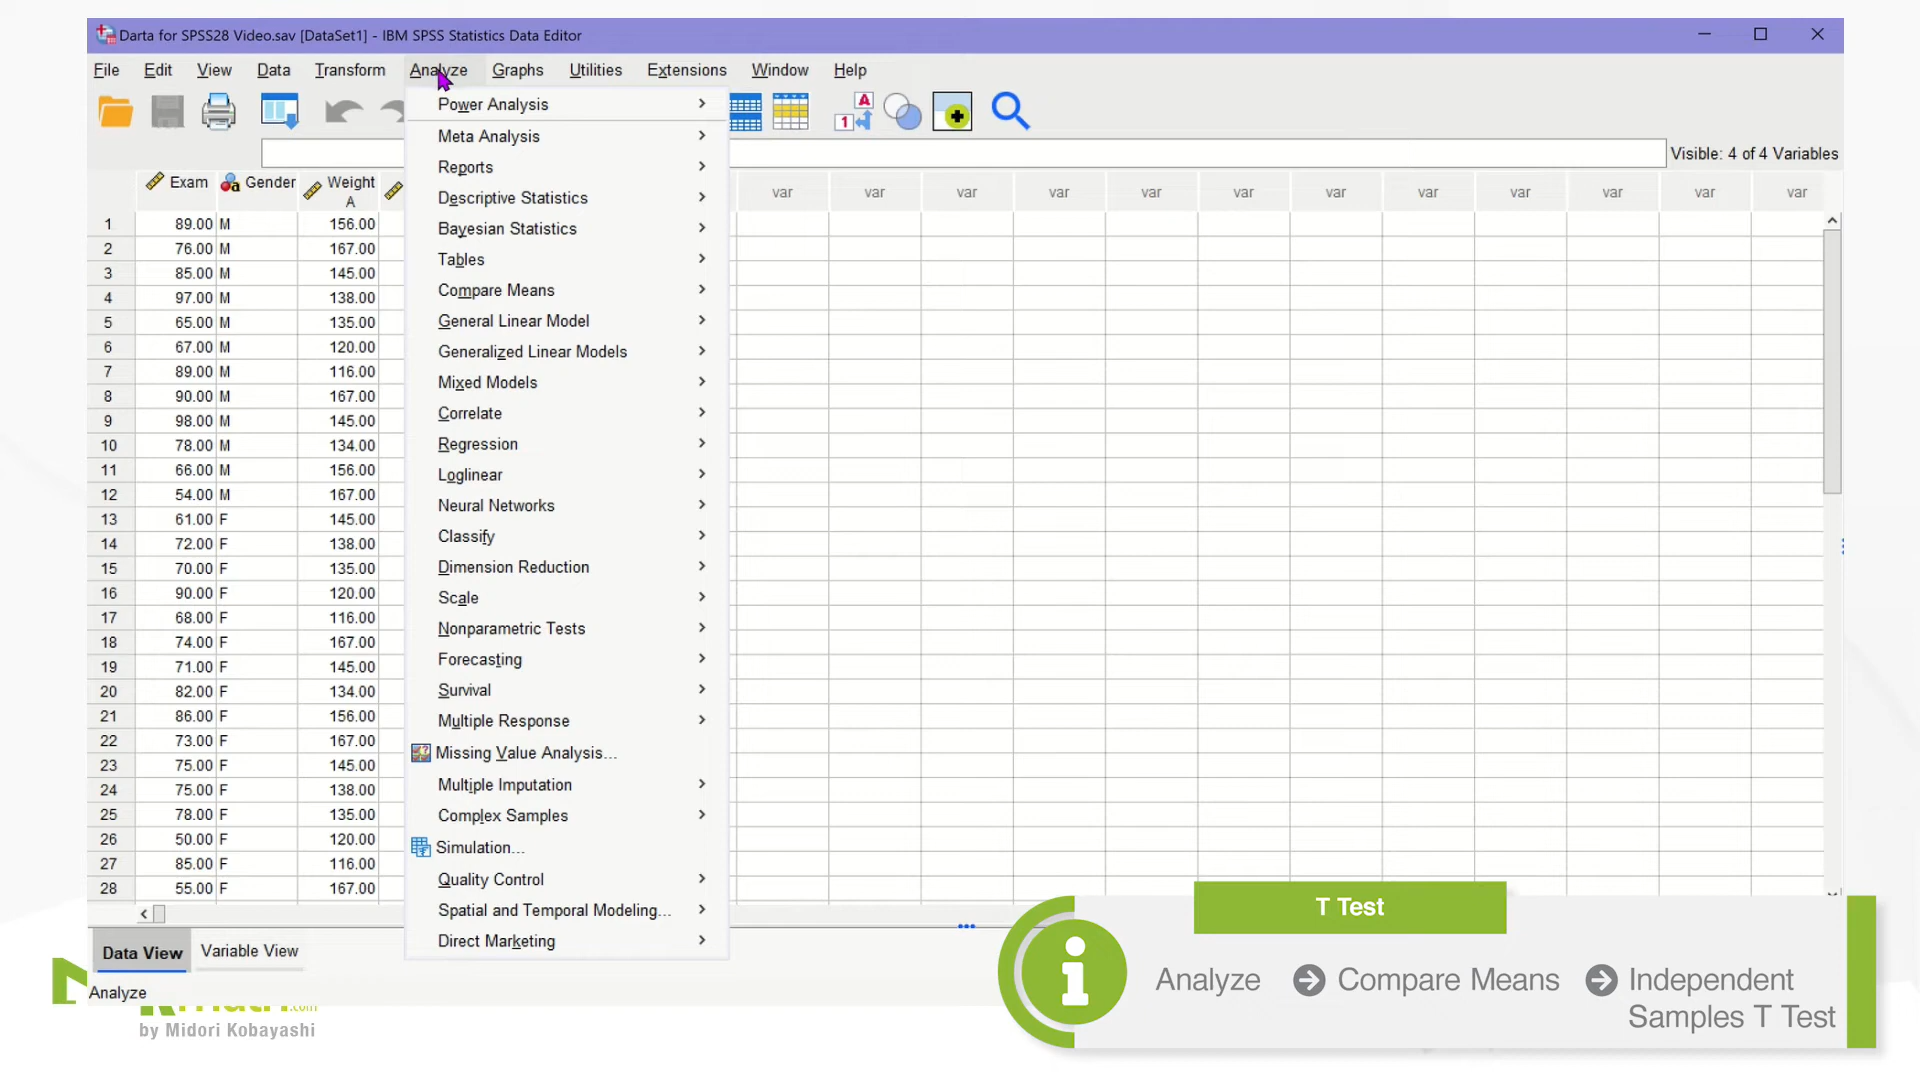 Darta for SPSS28 Video.sav [DataSet1] - IBM SPSS Statistics Data Editor
File Edit View Data Transform Analyze Graphs Utilities Extensions Window Help
Visible: 4 of 4 Variables
Exam Gender Weight A var var var var var var var var var var var var
1 89.00 M 156.00
2 76.00 M 167.00
3 85.00 M 145.00
4 97.00 M 138.00
5 65.00 M 135.00
6 67.00 M 120.00
7 89.00 M 116.00
8 90.00 M 167.00
9 98.00 M 145.00
10 78.00 M 134.00
11 66.00 M 156.00
12 54.00 M 167.00
13 61.00 F 145.00
14 72.00 F 138.00
15 70.00 F 135.00
16 90.00 F 120.00
17 68.00 F 116.00
18 74.00 F 167.00
19 71.00 F 145.00
20 82.00 F 134.00
21 86.00 F 156.00
22 73.00 F 167.00
23 75.00 F 145.00
24 75.00 F 138.00
25 78.00 F 135.00
26 50.00 F 120.00
27 85.00 F 116.00
28 55.00 F 167.00
Power Analysis
Meta Analysis
Reports
Descriptive Statistics
Bayesian Statistics
Tables
Compare Means
General Linear Model
Generalized Linear Models
Mixed Models
Correlate
Regression
Loglinear
Neural Networks
Classify
Dimension Reduction
Scale
Nonparametric Tests
Forecasting
Survival
Multiple Response
Missing Value Analysis...
Multiple Imputation
Complex Samples
Simulation...
Quality Control
Spatial and Temporal Modeling...
Direct Marketing
Data View Variable View
Analyze
by Midori Kobayashi
T Test
Analyze Compare Means Independent
Samples T Test